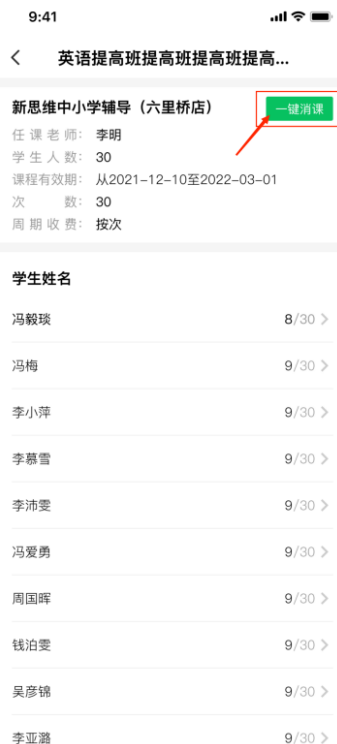 9:41
英语提高班提高班提高班提高...
新思维中小学辅导（六里桥店）
一键消课
任课老师： 李明
学生人数： 30
课程有效期： 从2021-12-10至2022-03-01
次数： 30
周期收费： 按次
学生姓名
冯毅琰 8/30
冯梅 9/30
李小萍 9/30
李慕雪 9/30
李沛雯 9/30
冯爱勇 9/30
周国晖 9/30
钱泊雯 9/30
吴彦锦 9/30
李亚潞 9/30